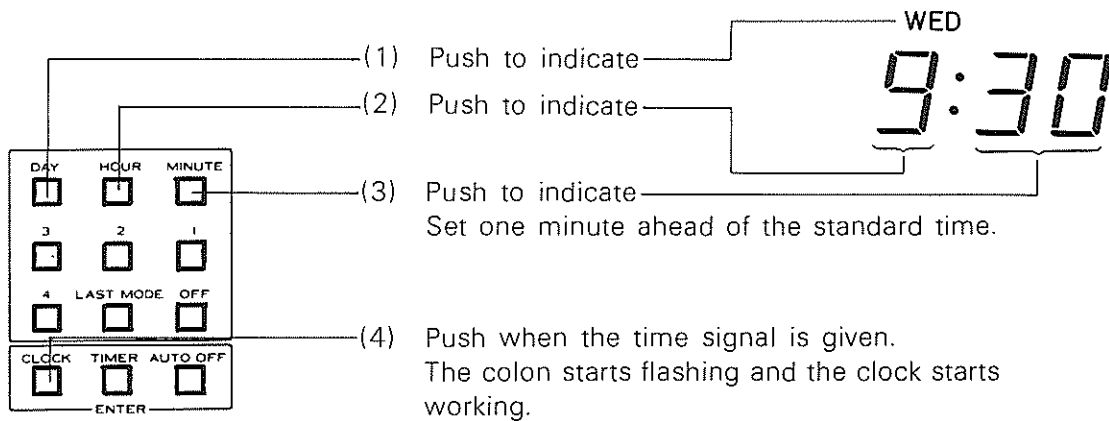 WED
9:30
(1) Push to indicate
(2) Push to indicate
(3) Push to indicate
Set one minute ahead of the standard time.
(4) Push when the time signal is given.
The colon starts flashing and the clock starts
working.
DAY HOUR MINUTE
3 2 1
4 LAST MODE OFF
CLOCK TIMER AUTO OFF
ENTER